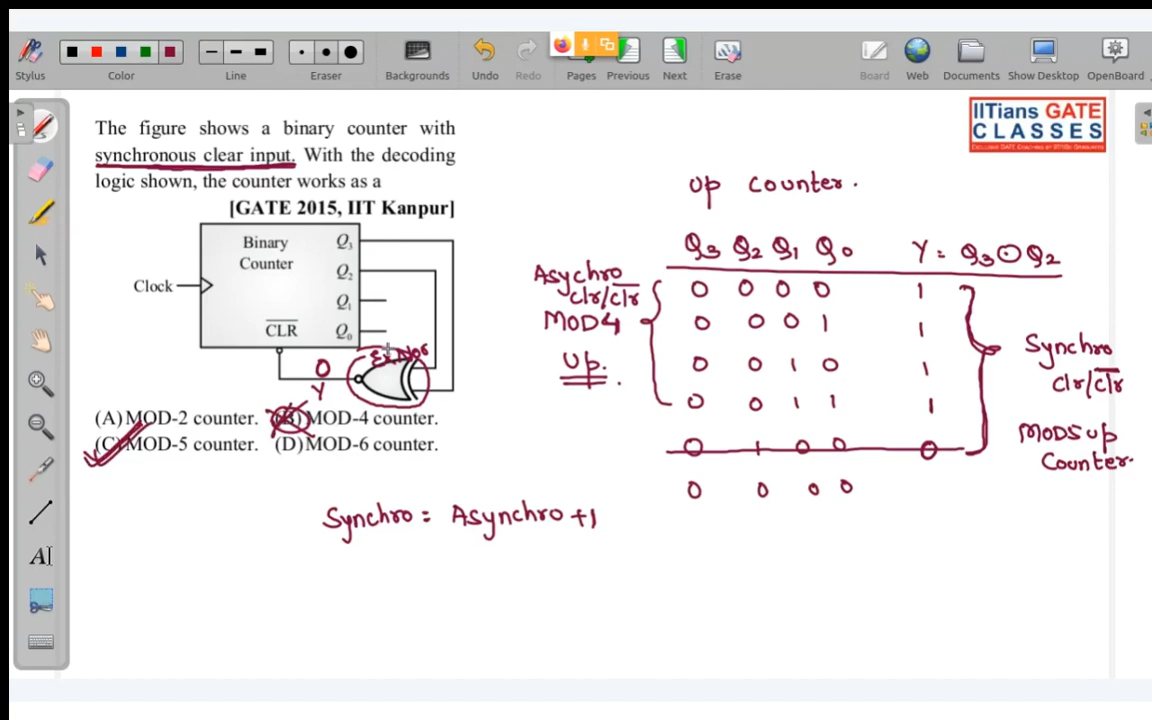 Stylus
Color
Line
Eraser
Backgrounds
Undo
Redo
Pages
Previous
Next
Erase
Board
Web
Documents
Show Desktop
OpenBoard
IITians GATE
CLASSES
The figure shows a binary counter with
synchronous clear input. With the decoding
logic shown, the counter works as a
[GATE 2015, IIT Kanpur]
Binary
Counter
Clock
CLR
Q3
Q2
Q1
Q0
Ex-Nor
0
Y
(A) MOD-2 counter. (B) MOD-4 counter.
(C) MOD-5 counter. (D) MOD-6 counter.
Synchro = Asynchro +1
Up counter.
Q3 Q2 Q1 Q0 Y = Q3 ⊙ Q2
0 0 0 0 1
0 0 0 1 1
0 0 1 0 1
0 0 1 1 1
0 1 0 0 0
0 0 0 0
Asychro
clr/c̅l̅r̅
MOD4
Up.
Synchro
clr/c̅l̅r̅
MOD5 up
Counter.
A